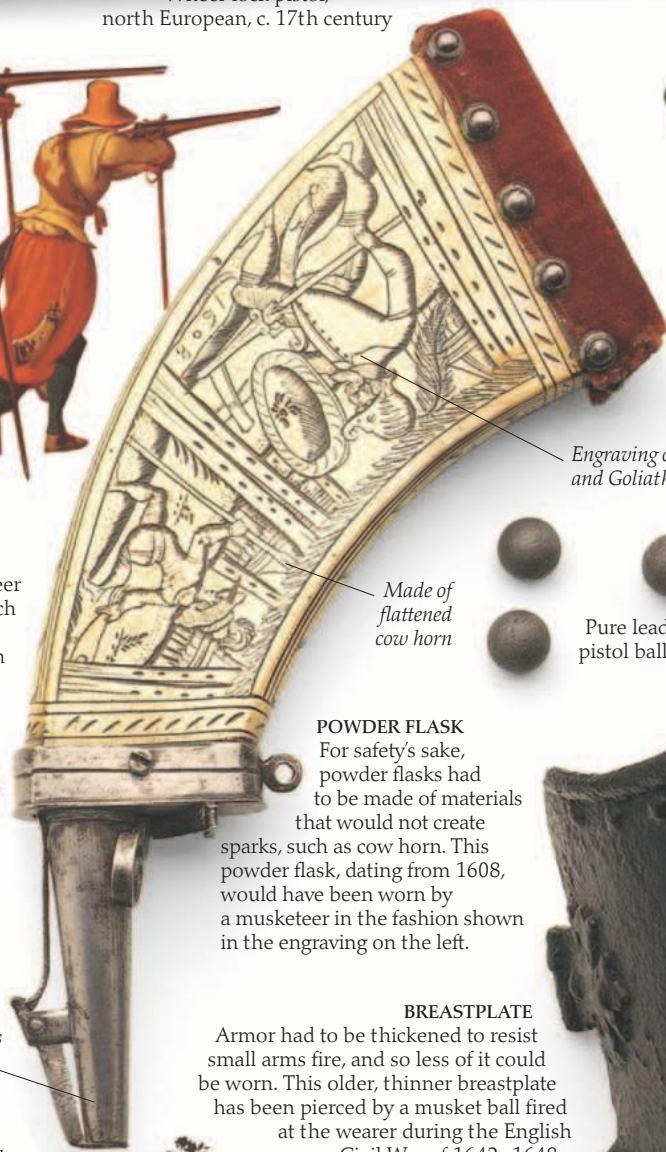 north European, c. 17th century
1608
Engraving
and Goliath
Made of
flattened
cow horn
Pure lead
pistol ball
POWDER FLASK
For safety's sake,
powder flasks had
to be made of materials
that would not create
sparks, such as cow horn. This
powder flask, dating from 1608,
would have been worn by
a musketeer in the fashion shown
in the engraving on the left.
BREASTPLATE
Armor had to be thickened to resist
small arms fire, and so less of it could
be worn. This older, thinner breastplate
has been pierced by a musket ball fired
at the wearer during the English